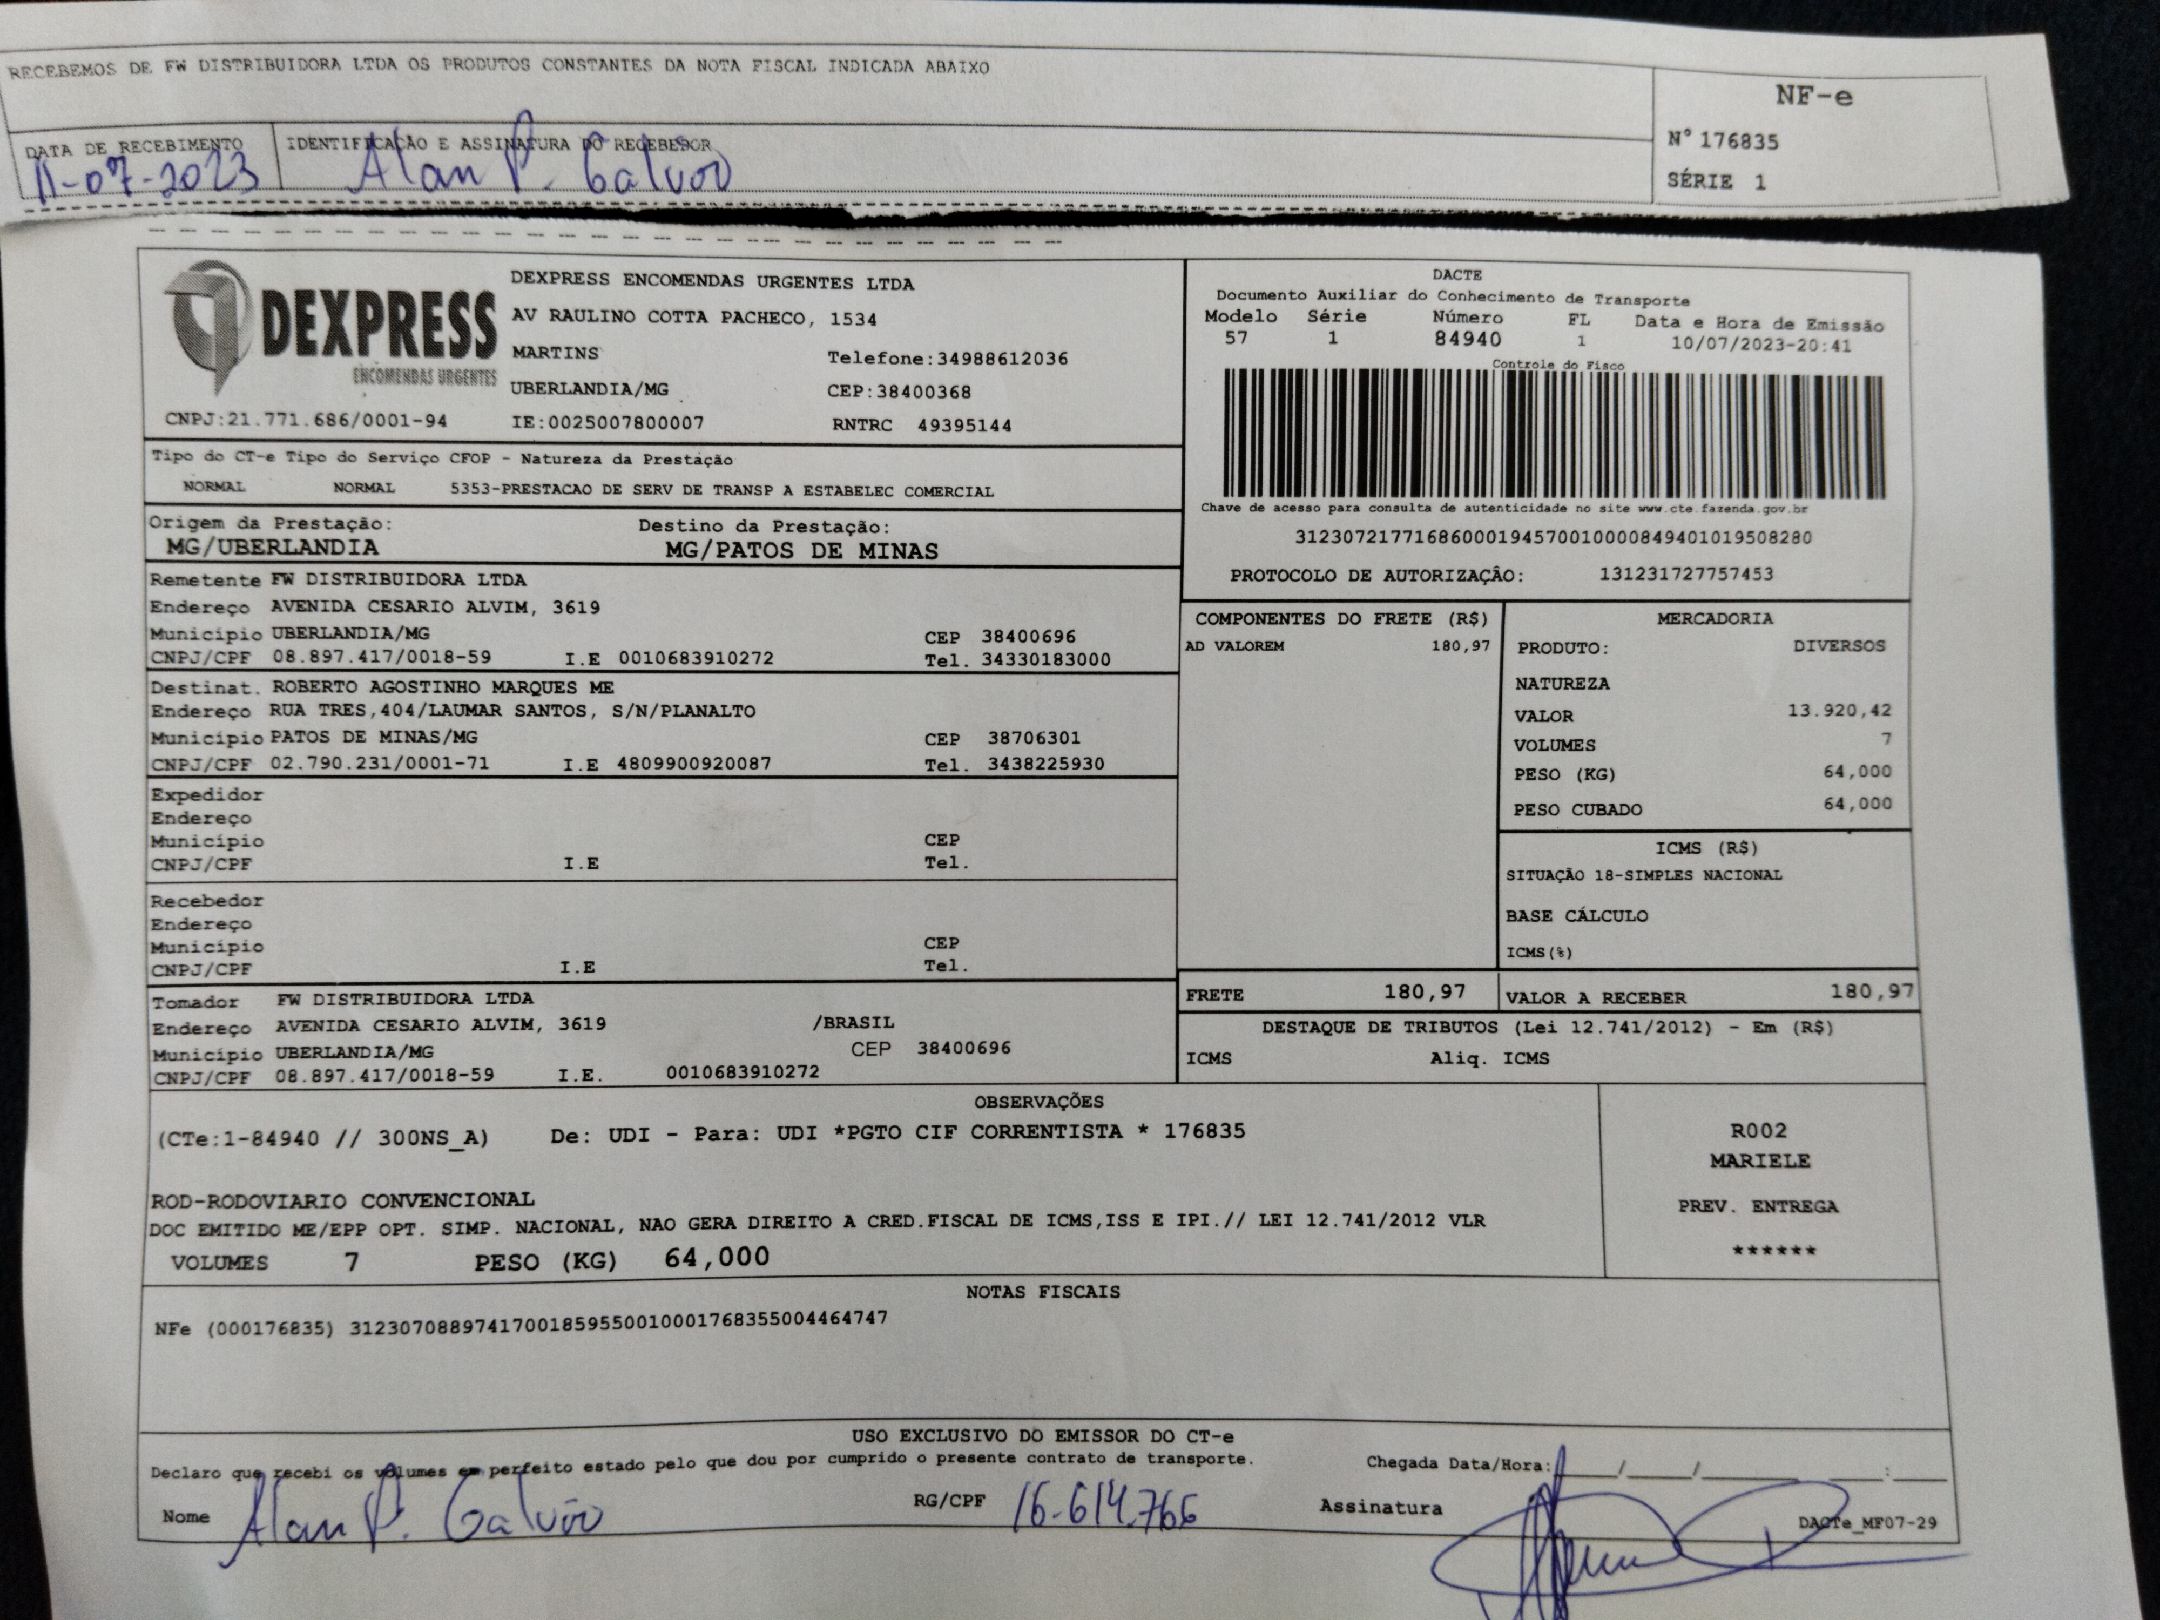 RECEBEMOS DE FW DISTRIBUIDORA LTDA OS PRODUTOS CONSTANTES DA NOTA FISCAL INDICADA ABAIXO
NF-e
Nº 176835
SÉRIE 1
DATA DE RECEBIMENTO
11-07-2023
IDENTIFICAÇÃO E ASSINATURA DO RECEBEDOR
Alan P. Galvão
DEXPRESS
ENCOMENDAS URGENTES
CNPJ:21.771.686/0001-94
DEXPRESS ENCOMENDAS URGENTES LTDA
AV RAULINO COTTA PACHECO, 1534
MARTINS Telefone:34988612036
UBERLANDIA/MG CEP:38400368
IE:0025007800007 RNTRC 49395144
DACTE
Documento Auxiliar do Conhecimento de Transporte
Modelo Série Número FL Data e Hora de Emissão
57 1 84940 1 10/07/2023-20:41
Controle do Fisco
Chave de acesso para consulta de autenticidade no site www.cte.fazenda.gov.br
31230721771686000194570010000849401019508280
PROTOCOLO DE AUTORIZAÇÂO: 131231727757453
Tipo do CT-e Tipo do Serviço CFOP - Natureza da Prestação
NORMAL NORMAL 5353-PRESTACAO DE SERV DE TRANSP A ESTABELEC COMERCIAL
Origem da Prestação: Destino da Prestação:
MG/UBERLANDIA MG/PATOS DE MINAS
Remetente FW DISTRIBUIDORA LTDA
Endereço AVENIDA CESARIO ALVIM, 3619
Município UBERLANDIA/MG CEP 38400696
CNPJ/CPF 08.897.417/0018-59 I.E 0010683910272 Tel. 34330183000
Destinat. ROBERTO AGOSTINHO MARQUES ME
Endereço RUA TRES,404/LAUMAR SANTOS, S/N/PLANALTO
Município PATOS DE MINAS/MG CEP 38706301
CNPJ/CPF 02.790.231/0001-71 I.E 4809900920087 Tel. 3438225930
Expedidor
Endereço
Município CEP
CNPJ/CPF I.E Tel.
Recebedor
Endereço
Município CEP
CNPJ/CPF I.E Tel.
Tomador FW DISTRIBUIDORA LTDA
Endereço AVENIDA CESARIO ALVIM, 3619 /BRASIL
Município UBERLANDIA/MG CEP 38400696
CNPJ/CPF 08.897.417/0018-59 I.E. 0010683910272
COMPONENTES DO FRETE (R$)
AD VALOREM 180,97
MERCADORIA
PRODUTO: DIVERSOS
NATUREZA
VALOR 13.920,42
VOLUMES 7
PESO (KG) 64,000
PESO CUBADO 64,000
ICMS (R$)
SITUAÇÃO 18-SIMPLES NACIONAL
BASE CÁLCULO
ICMS(%)
FRETE 180,97 VALOR A RECEBER 180,97
DESTAQUE DE TRIBUTOS (Lei 12.741/2012) - Em (R$)
ICMS Aliq. ICMS
OBSERVAÇÕES
(CTe:1-84940 // 300NS_A) De: UDI - Para: UDI *PGTO CIF CORRENTISTA * 176835
ROD-RODOVIARIO CONVENCIONAL
DOC EMITIDO ME/EPP OPT. SIMP. NACIONAL, NAO GERA DIREITO A CRED.FISCAL DE ICMS,ISS E IPI.// LEI 12.741/2012 VLR
VOLUMES 7 PESO (KG) 64,000
R002
MARIELE
PREV. ENTREGA
******
NOTAS FISCAIS
NFe (000176835) 31230708897417001859550010001768355004464747
USO EXCLUSIVO DO EMISSOR DO CT-e
Declaro que recebi os volumes em perfeito estado pelo que dou por cumprido o presente contrato de transporte. Chegada Data/Hora: / / :
Nome Alan P. Galvão RG/CPF 16.614.766 Assinatura
DACTe_MF07-29